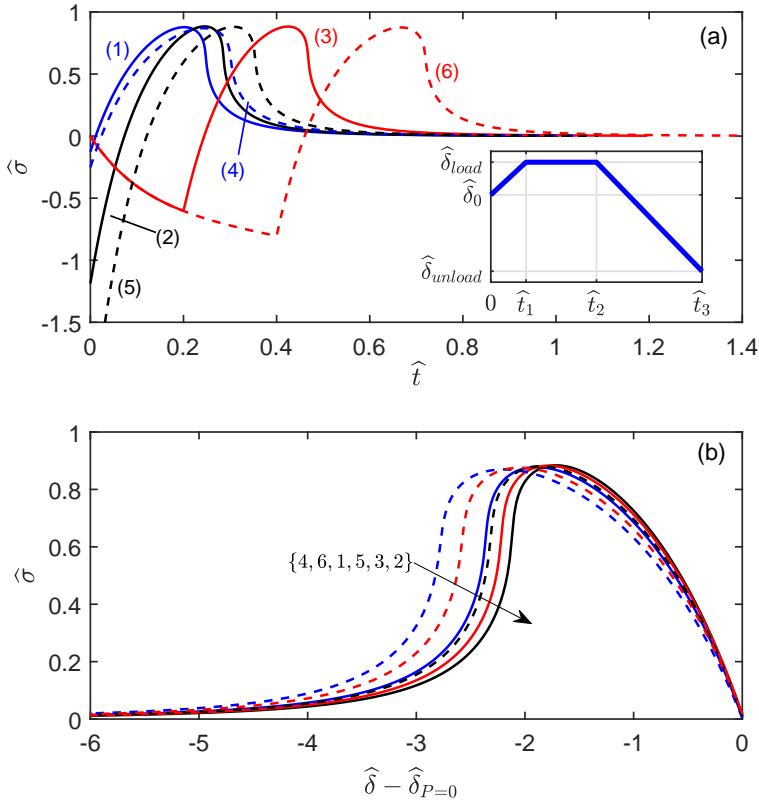 1
(a)
(1)
(3)
(6)
0.5
(4)
0
σ̂
δ̂_load
δ̂_0
-0.5
(2)
δ̂_unload
-1
(5)
0 t̂_1 t̂_2 t̂_3
-1.5
0 0.2 0.4 0.6 0.8 1 1.2 1.4
t̂
1
(b)
0.8
0.6
{4, 6, 1, 5, 3, 2}
σ̂
0.4
0.2
0
-6 -5 -4 -3 -2 -1 0
δ̂ − δ̂_{P=0}